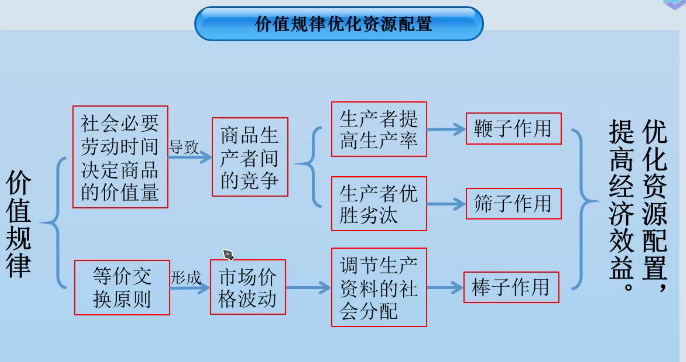 价值规律优化资源配置
价值规律
社会必要
劳动时间
决定商品
的价值量
导致
商品生
产者间
的竞争
生产者提
高生产率
鞭子作用
生产者优
胜劣汰
筛子作用
等价交
换原则
形成
市场价
格波动
调节生产
资料的社
会分配
棒子作用
优化资源配置，
提高经济效益。